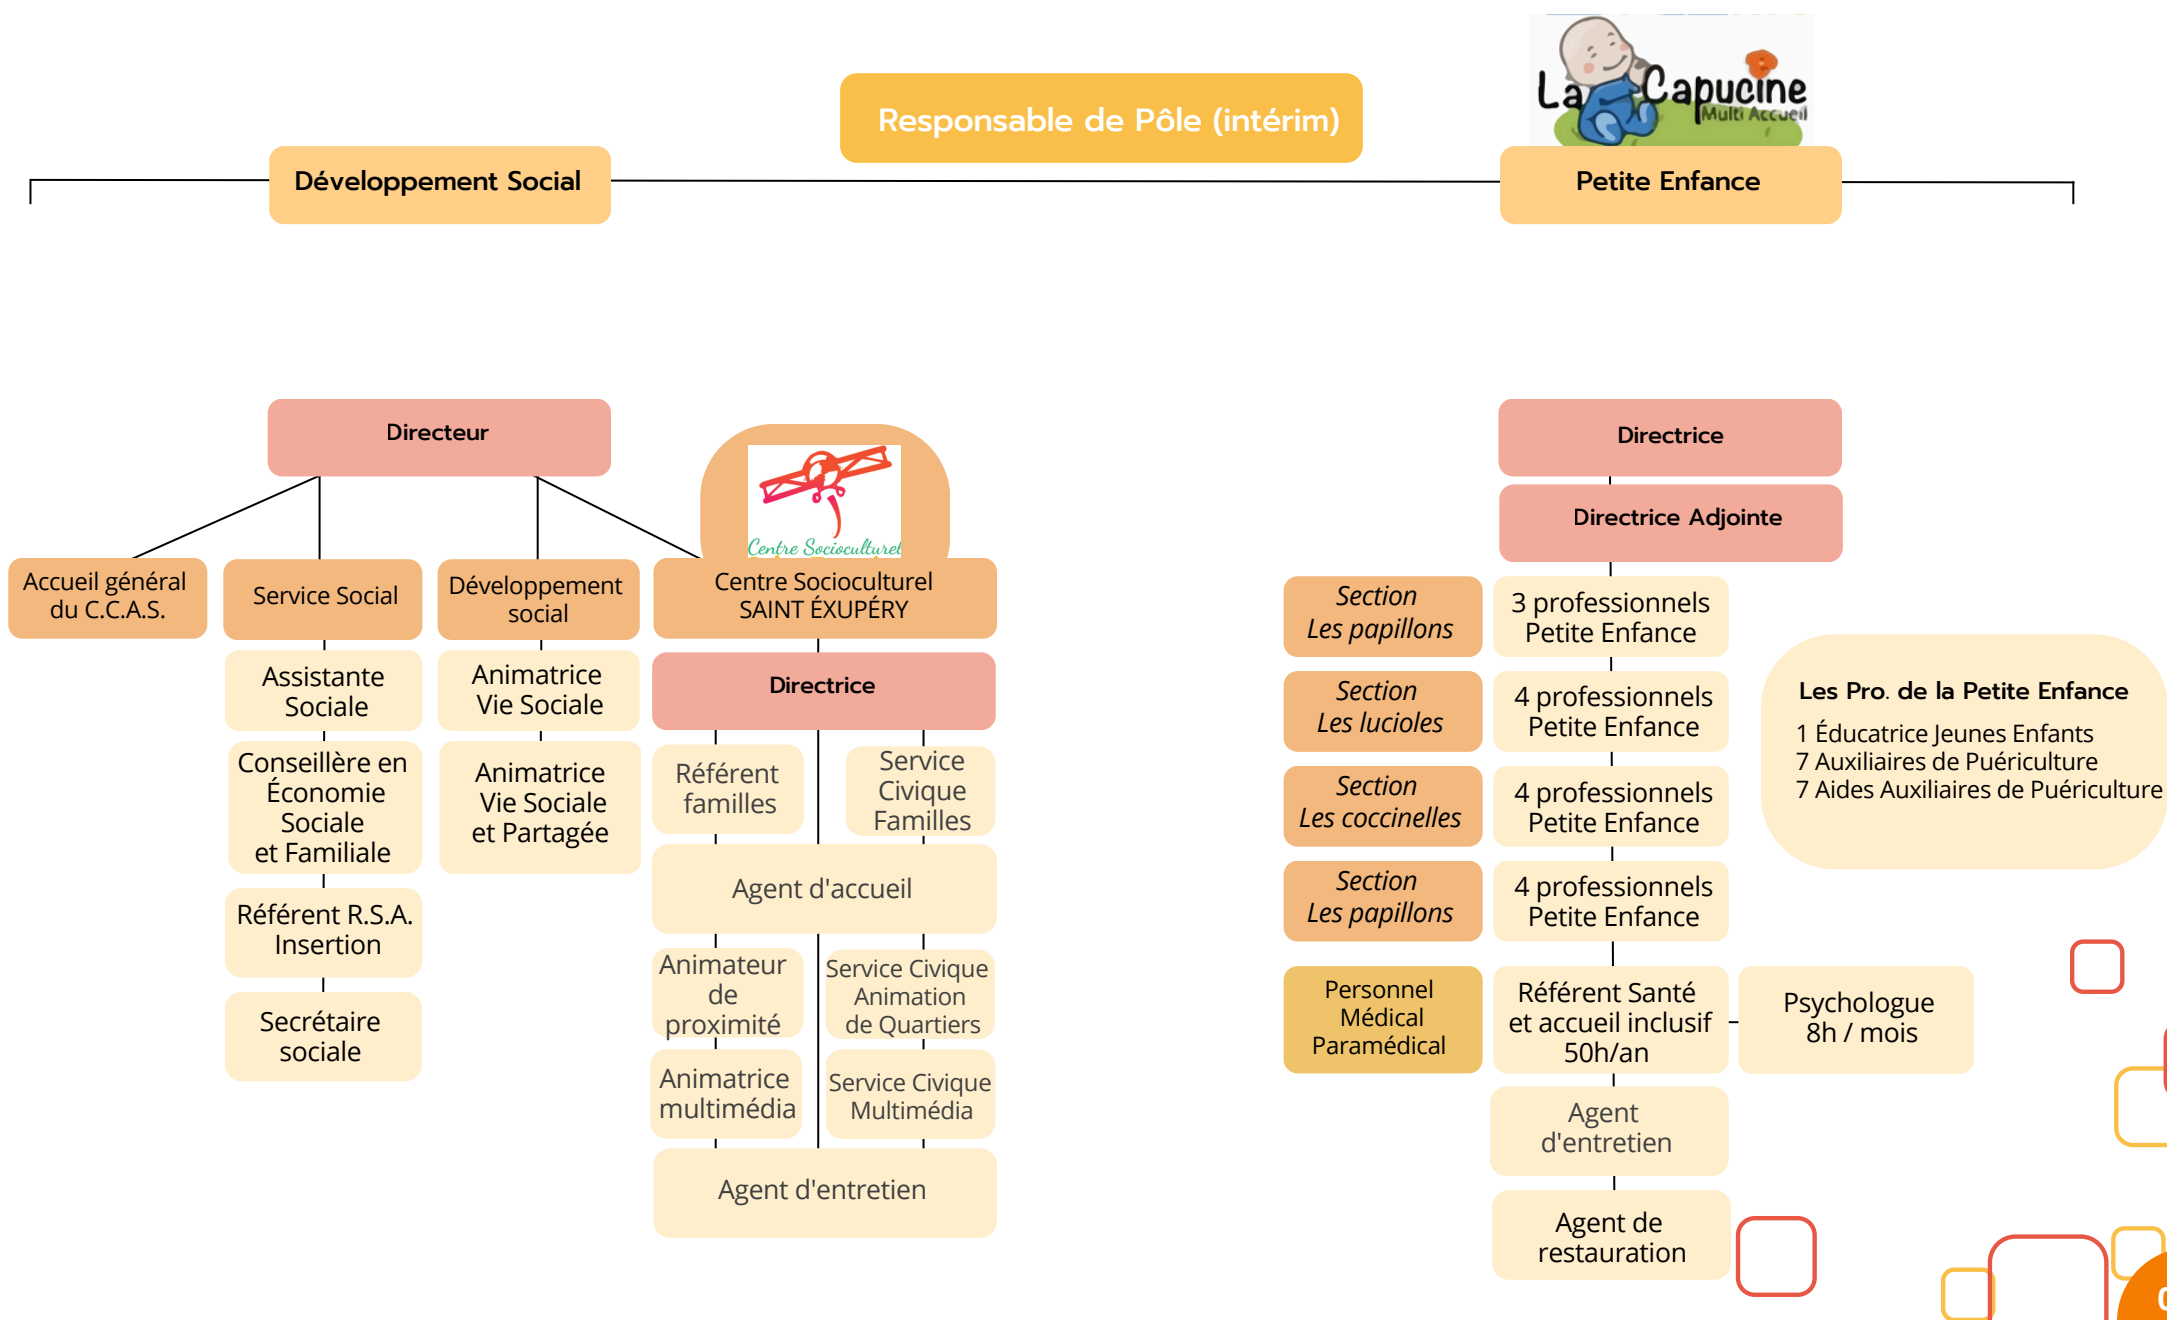 La Capucine
Multi Accueil
Responsable de Pôle (intérim)
Développement Social
Petite Enfance
Directeur
Centre Socioculturel
Accueil général
du C.C.A.S.
Service Social
Développement
social
Centre Socioculturel
SAINT ÉXUPÉRY
Assistante
Sociale
Conseillère en
Économie
Sociale
et Familiale
Référent R.S.A.
Insertion
Secrétaire
sociale
Animatrice
Vie Sociale
Animatrice
Vie Sociale
et Partagée
Directrice
Référent
familles
Service
Civique
Familles
Agent d'accueil
Animateur
de
proximité
Service Civique
Animation
de Quartiers
Animatrice
multimédia
Service Civique
Multimédia
Agent d'entretien
Directrice
Directrice Adjointe
Section
Les papillons
3 professionnels
Petite Enfance
Section
Les lucioles
4 professionnels
Petite Enfance
Section
Les coccinelles
4 professionnels
Petite Enfance
Section
Les papillons
4 professionnels
Petite Enfance
Les Pro. de la Petite Enfance
1 Éducatrice Jeunes Enfants
7 Auxiliaires de Puériculture
7 Aides Auxiliaires de Puériculture
Personnel
Médical
Paramédical
Référent Santé
et accueil inclusif
50h/an
Psychologue
8h / mois
Agent
d'entretien
Agent de
restauration